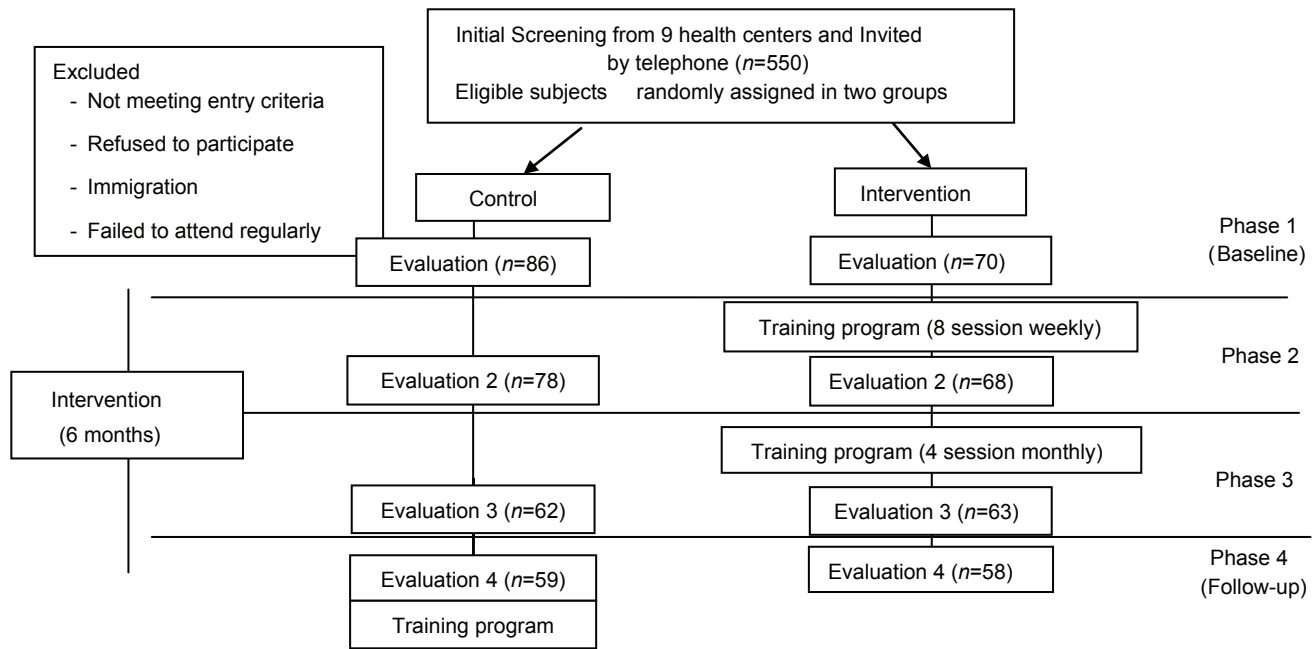 Initial Screening from 9 health centers and Invited
by telephone (n=550)
Eligible subjects randomly assigned in two groups
Excluded
- Not meeting entry criteria
- Refused to participate
- Immigration
- Failed to attend regularly
Control
Intervention
Evaluation (n=86)
Evaluation (n=70)
Phase 1
(Baseline)
Training program (8 session weekly)
Evaluation 2 (n=78)
Evaluation 2 (n=68)
Phase 2
Intervention
(6 months)
Training program (4 session monthly)
Evaluation 3 (n=62)
Evaluation 3 (n=63)
Phase 3
Evaluation 4 (n=59)
Evaluation 4 (n=58)
Phase 4
(Follow-up)
Training program